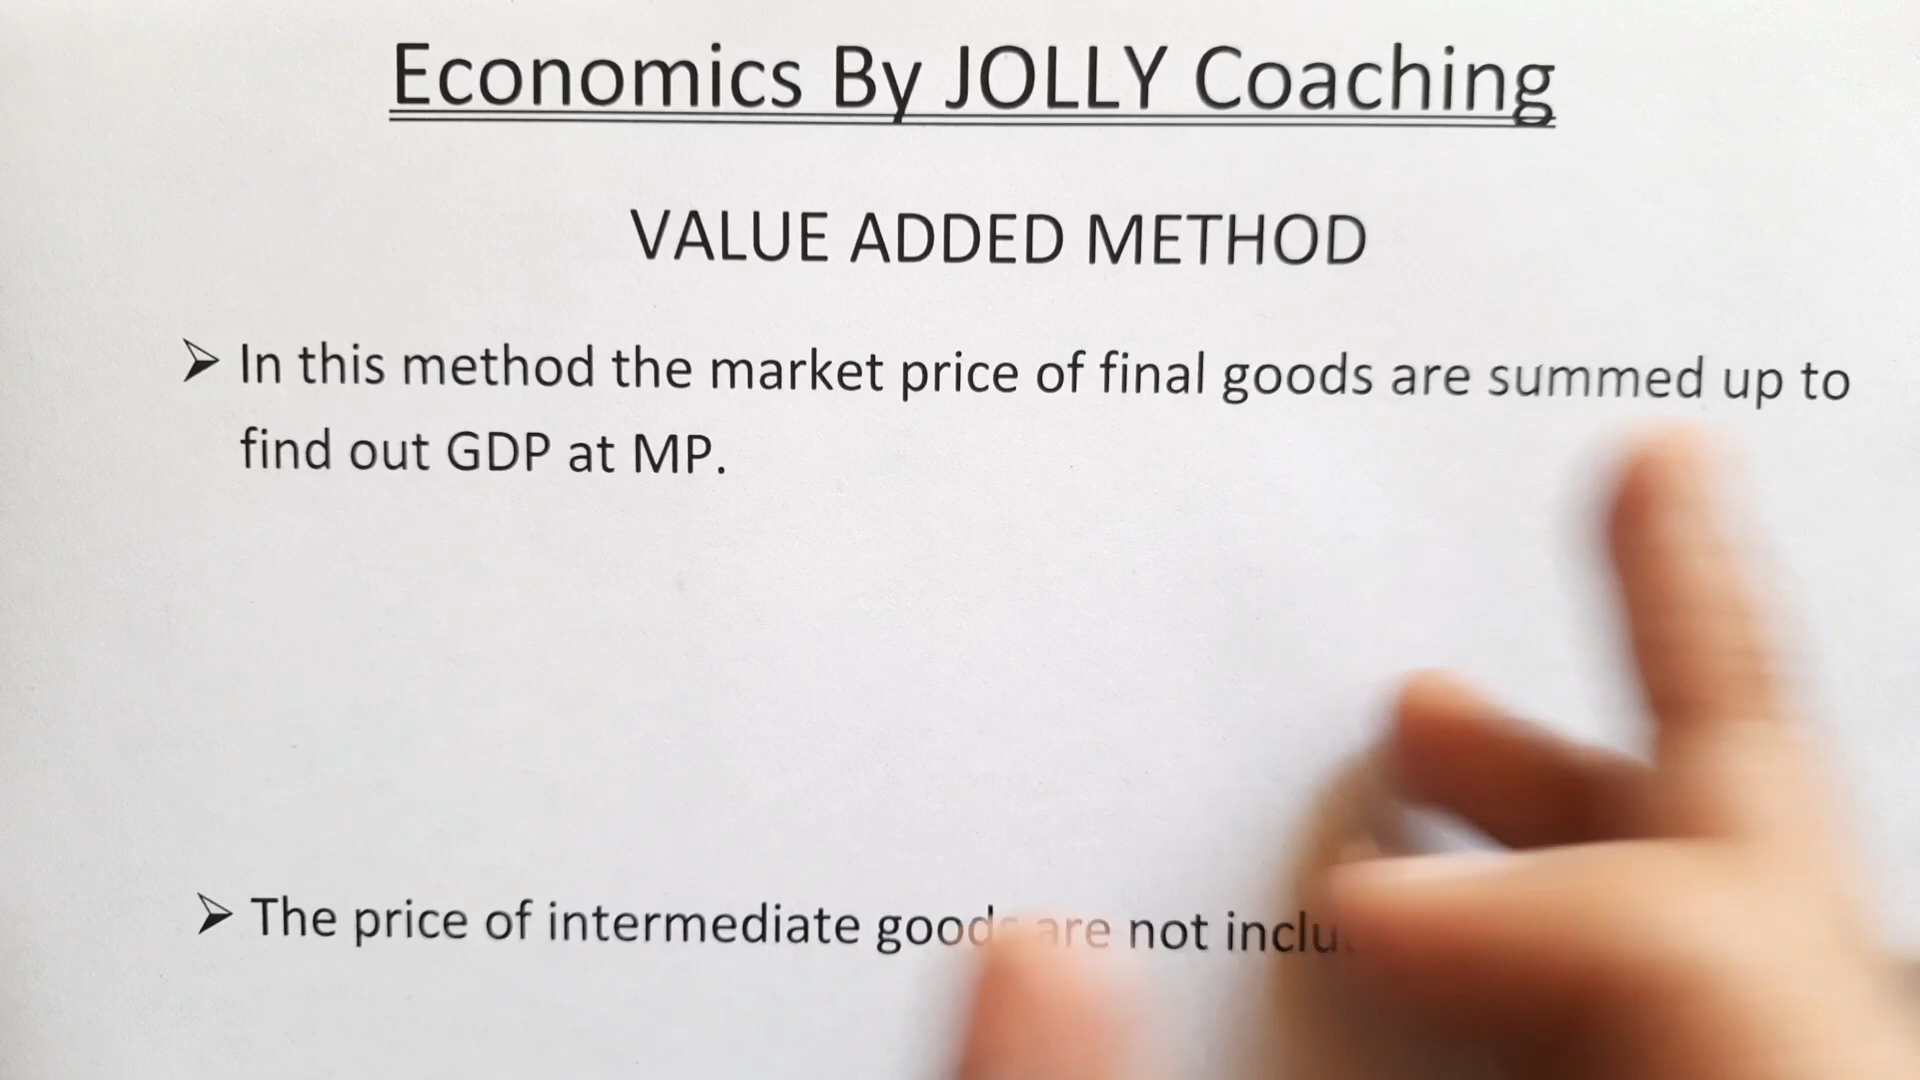 Economics By JOLLY Coaching
VALUE ADDED METHOD
➢ In this method the market price of final goods are summed up to
find out GDP at MP.
➢ The price of intermediate goods are not